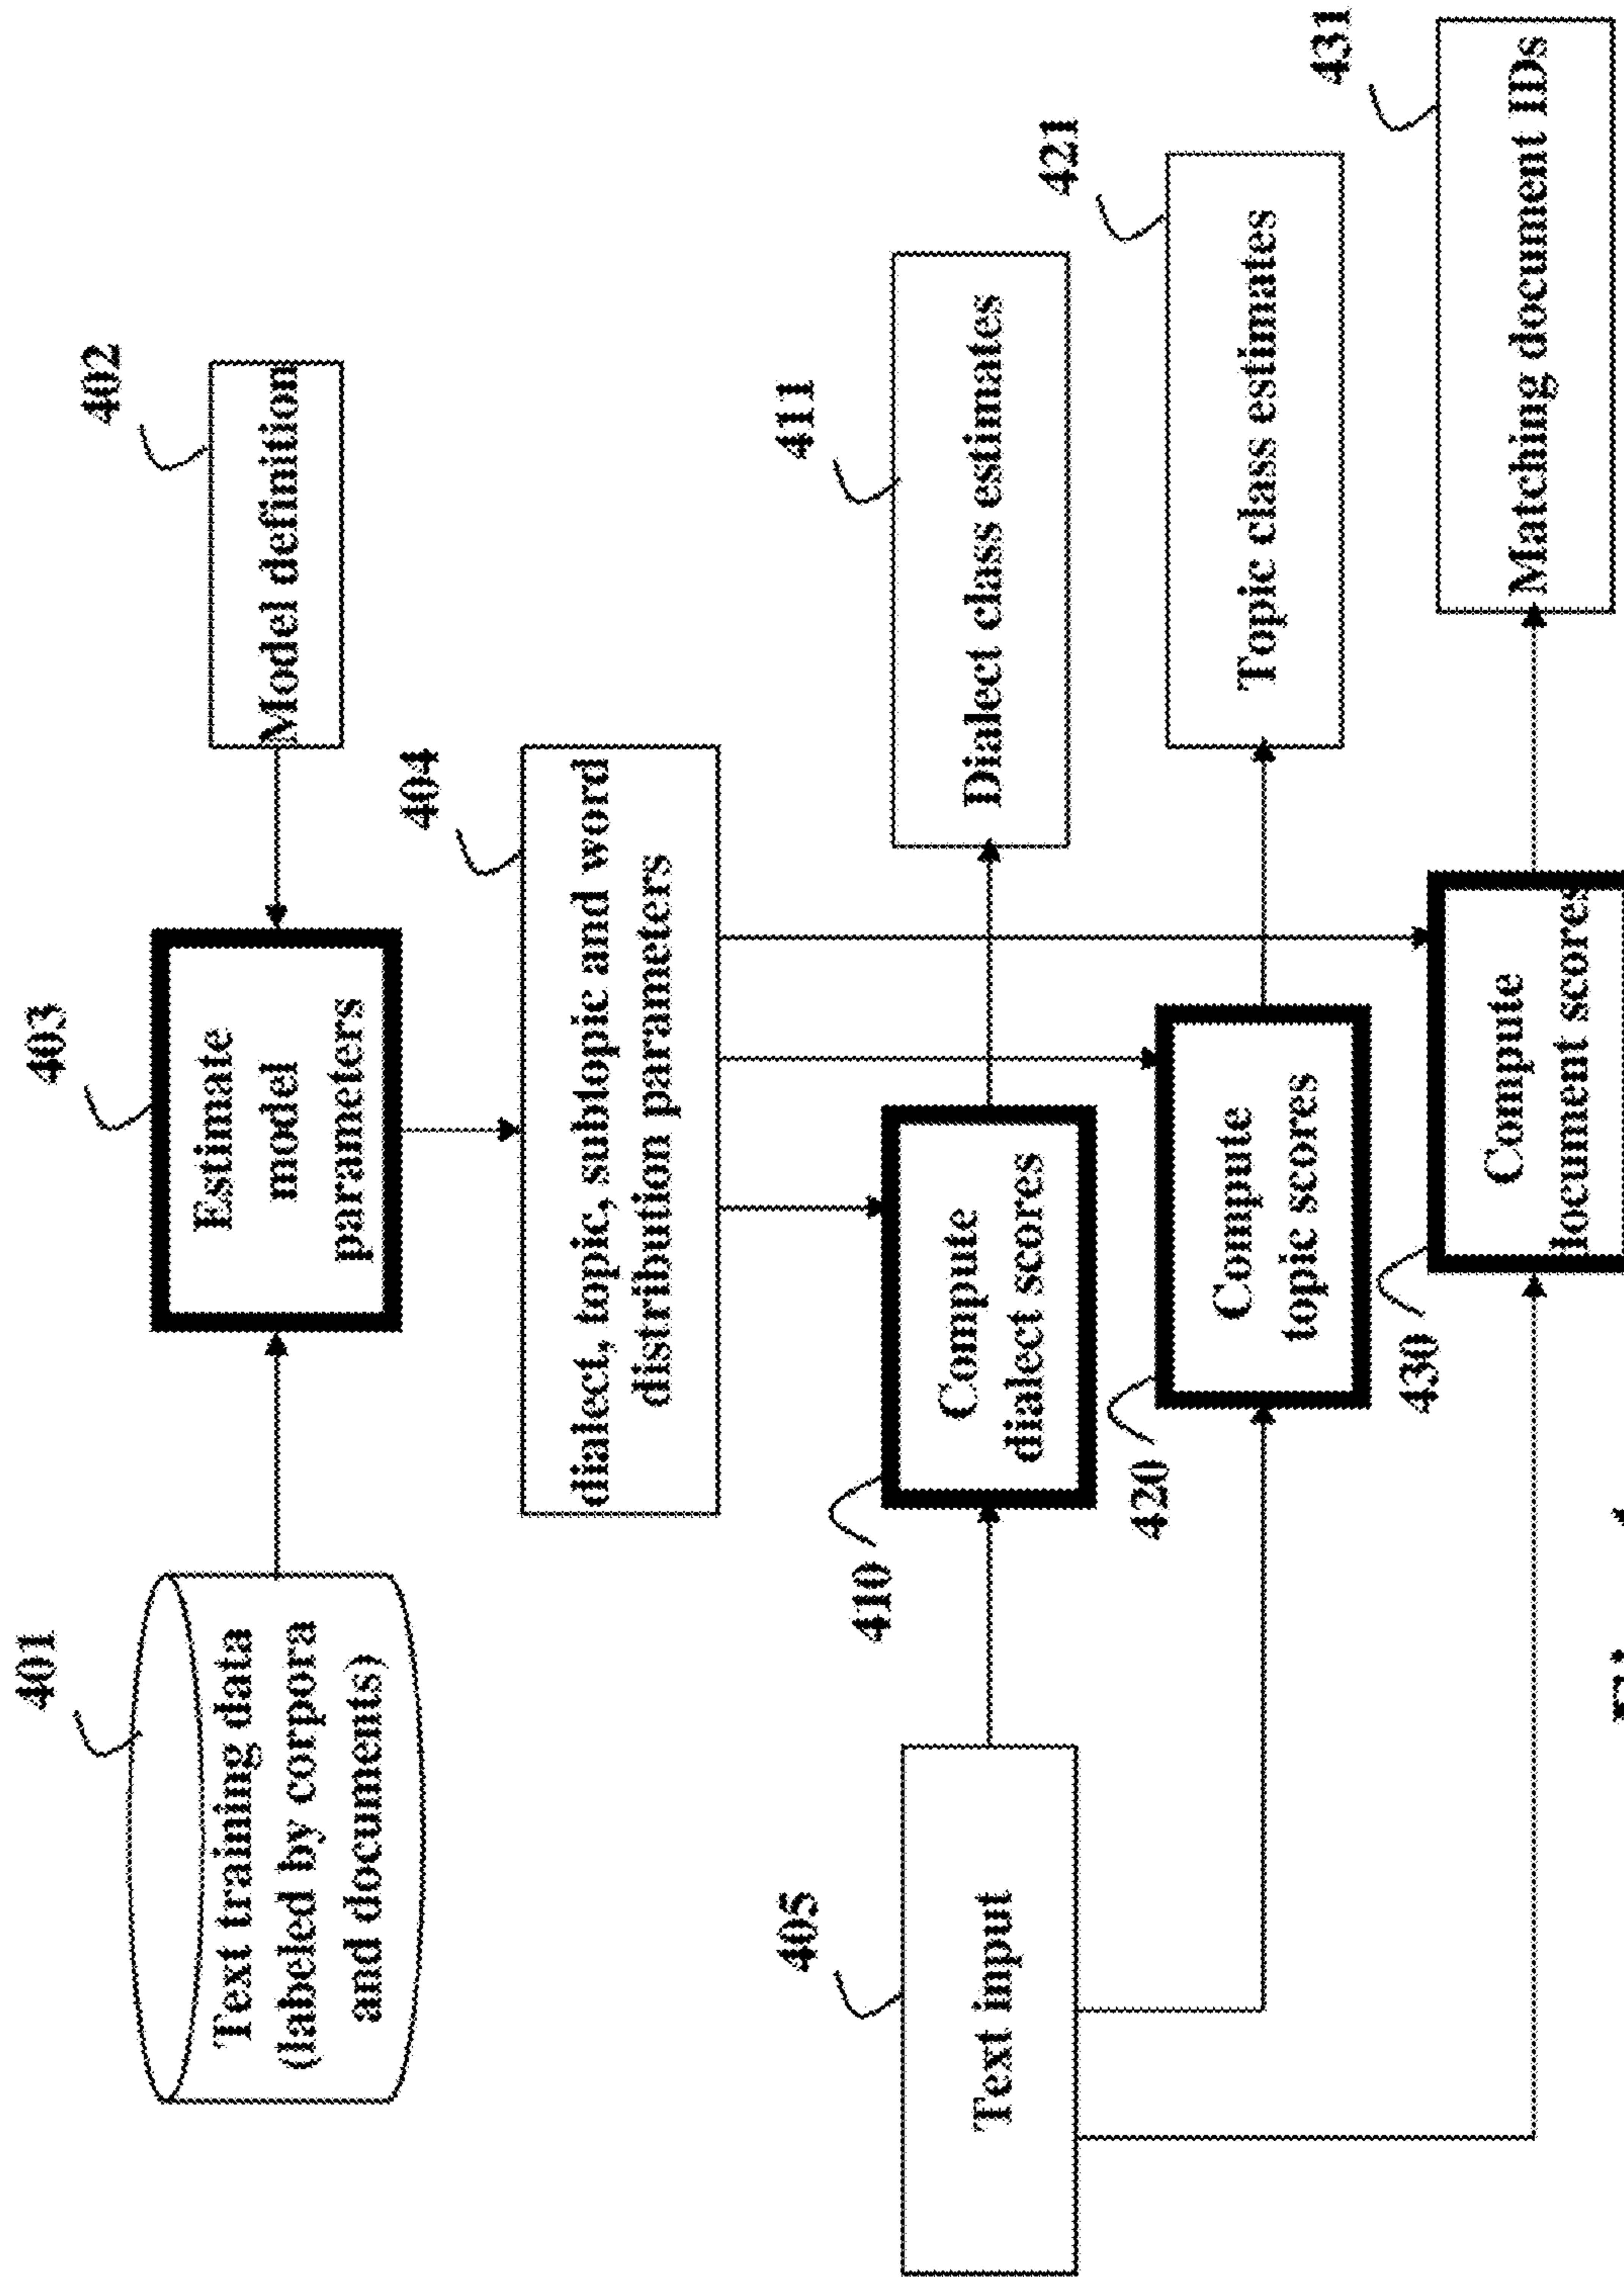 401
Text training data
(labeled by corpora
and documents)
403
Estimate
model
parameters
402
Model definition
404
dialect, topic, subtopic and word
distribution parameters
405
Text input
410
Compute
dialect scores
411
Dialect class estimates
420
Compute
topic scores
421
Topic class estimates
430
Compute
document scores
431
Matching document IDs